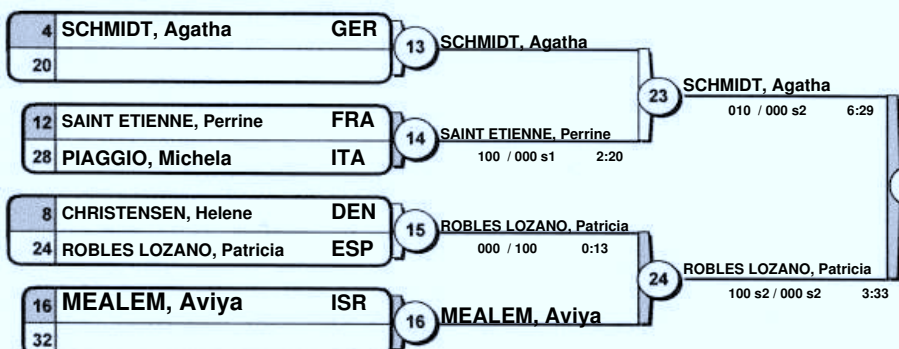 4 SCHMIDT, Agatha GER
20
13 SCHMIDT, Agatha
12 SAINT ETIENNE, Perrine FRA
28 PIAGGIO, Michela ITA
14 SAINT ETIENNE, Perrine
100 / 000 s1 2:20
23 SCHMIDT, Agatha
010 / 000 s2 6:29
8 CHRISTENSEN, Helene DEN
24 ROBLES LOZANO, Patricia ESP
15 ROBLES LOZANO, Patricia
000 / 100 0:13
16 MEALEM, Aviya ISR
32
16 MEALEM, Aviya
24 ROBLES LOZANO, Patricia
100 s2 / 000 s2 3:33